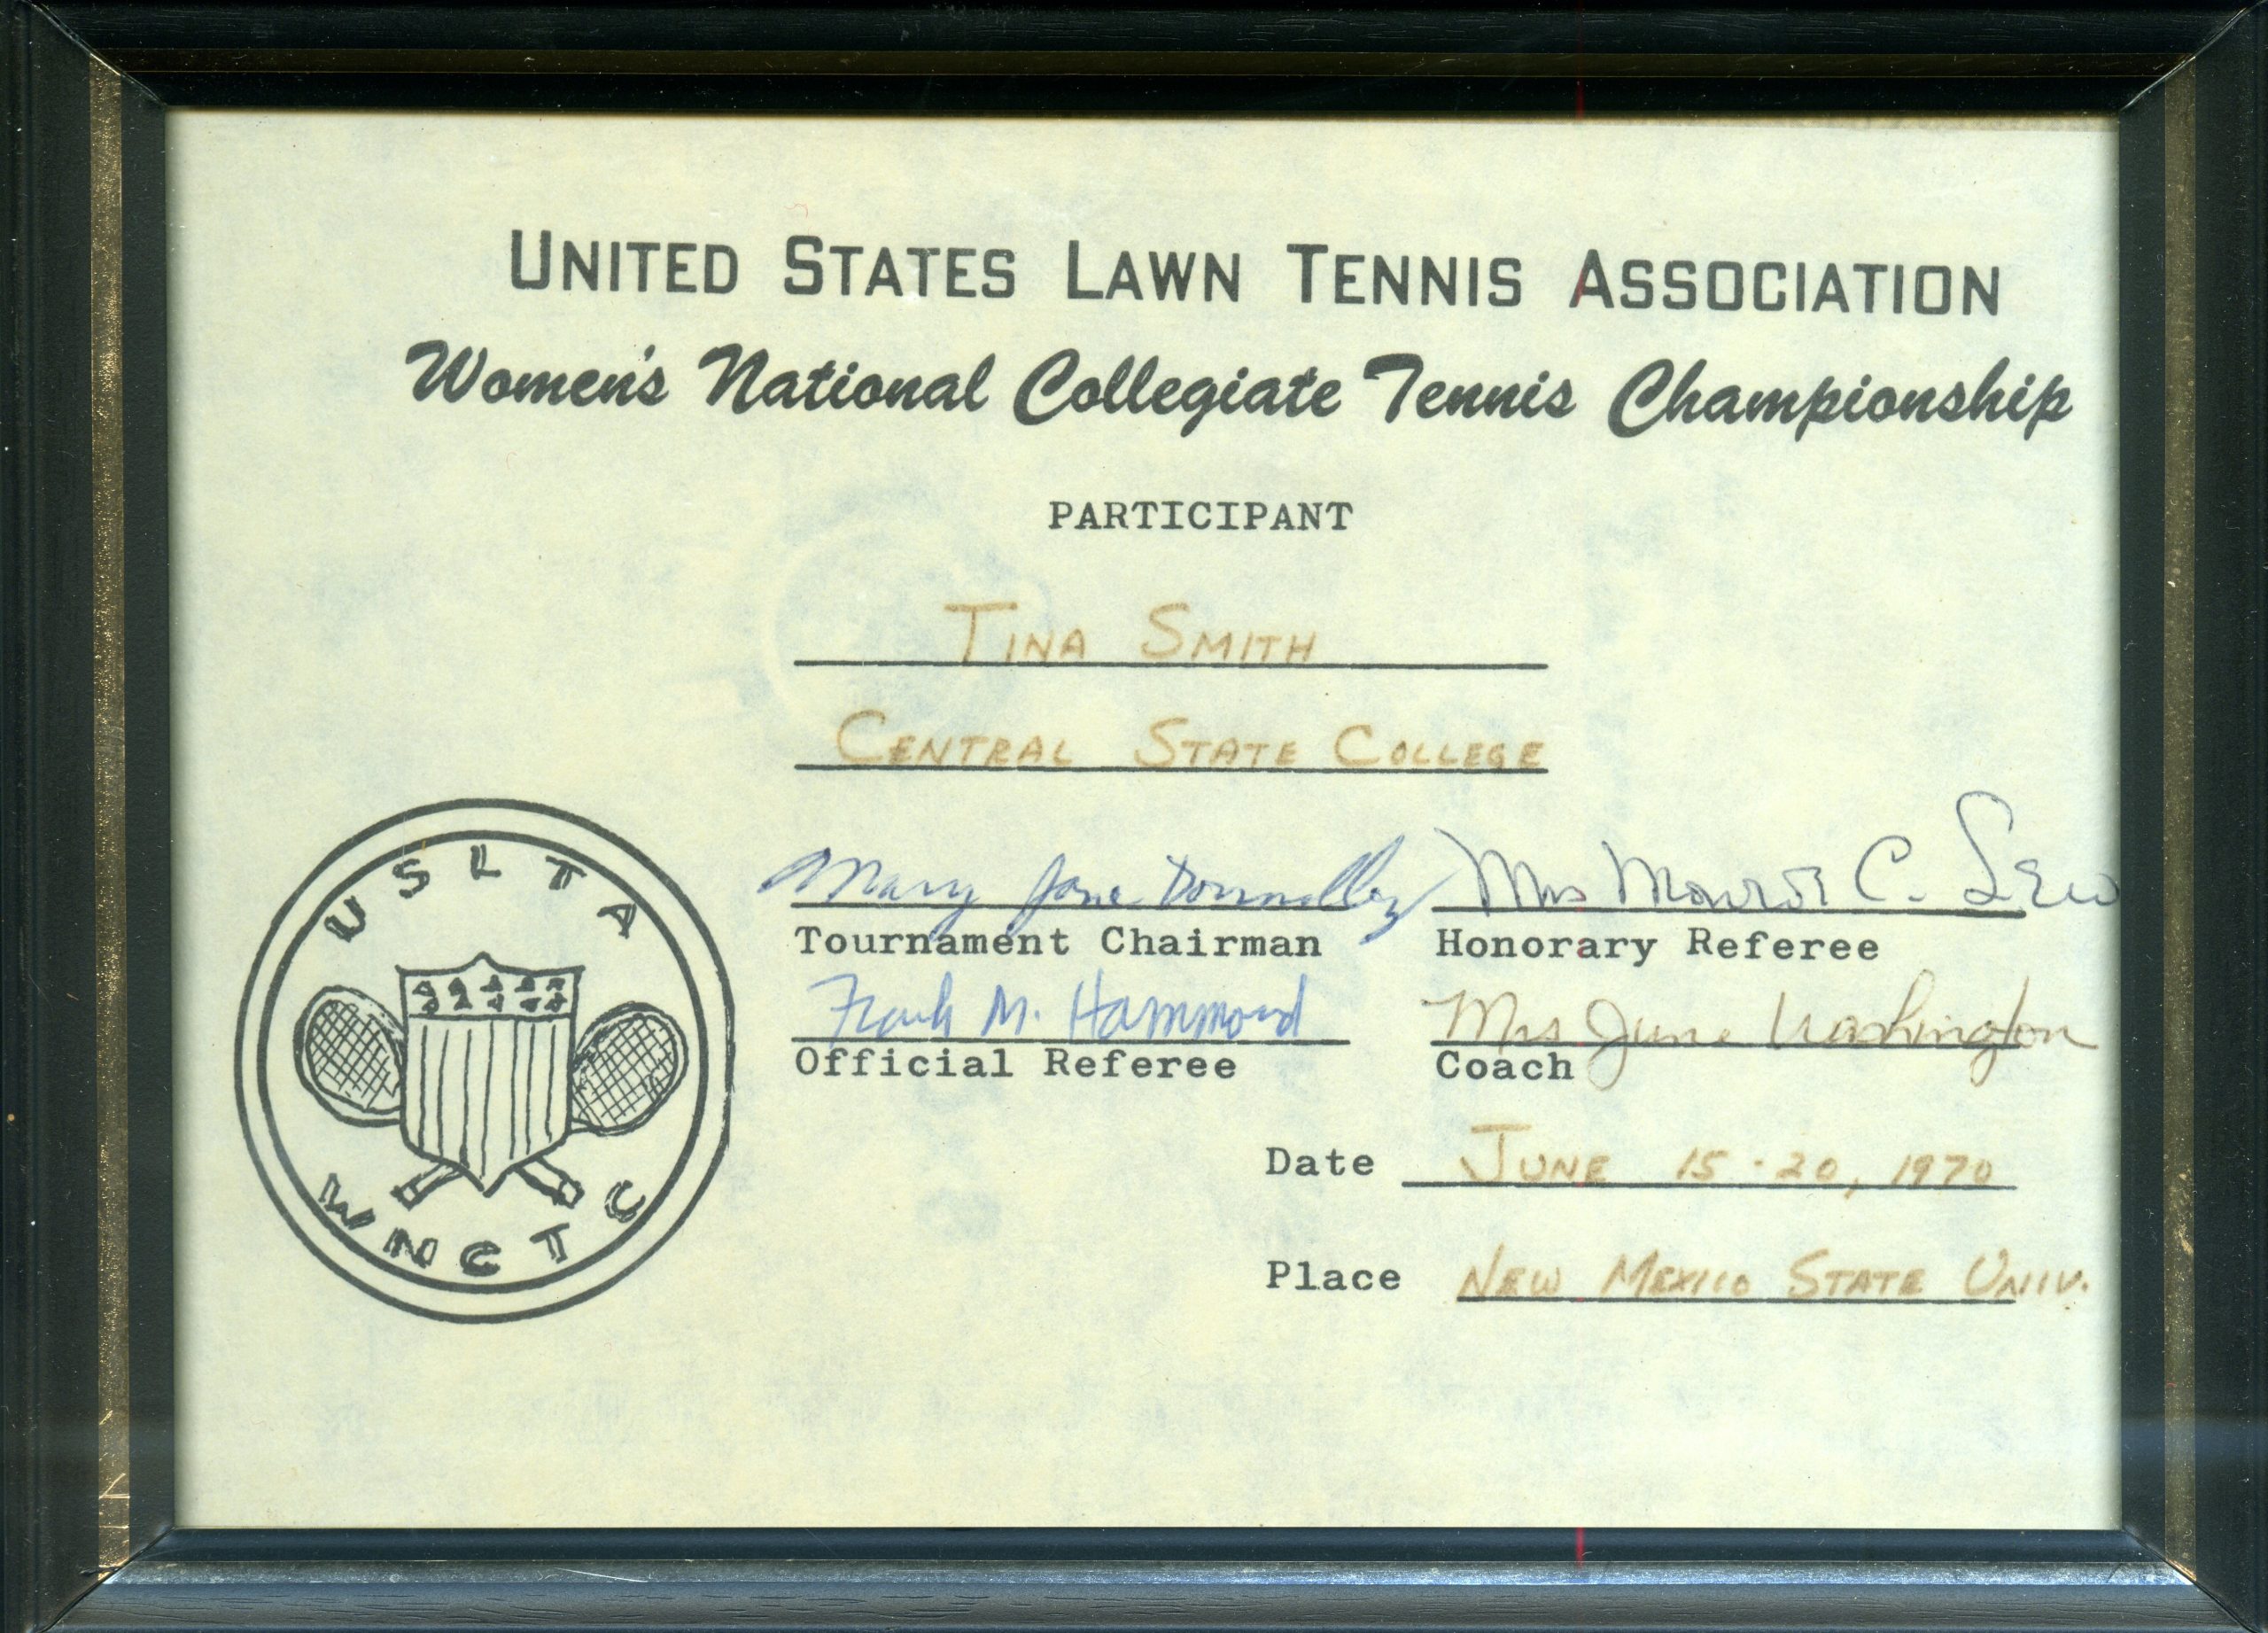 UNITED STATES LAWN TENNIS ASSOCIATION
Women's National Collegiate Tennis Championship
PARTICIPANT
TINA SMITH
CENTRAL STATE COLLEGE
Mary Jane Donnalley Mrs C.
Tournament Chairman Honorary Referee
Frank M. Hammond Mrs June Washington
Official Referee Coach
Date JUNE 15-20, 1970
Place NEW MEXICO STATE UNIV.
USLTA
WNCTC